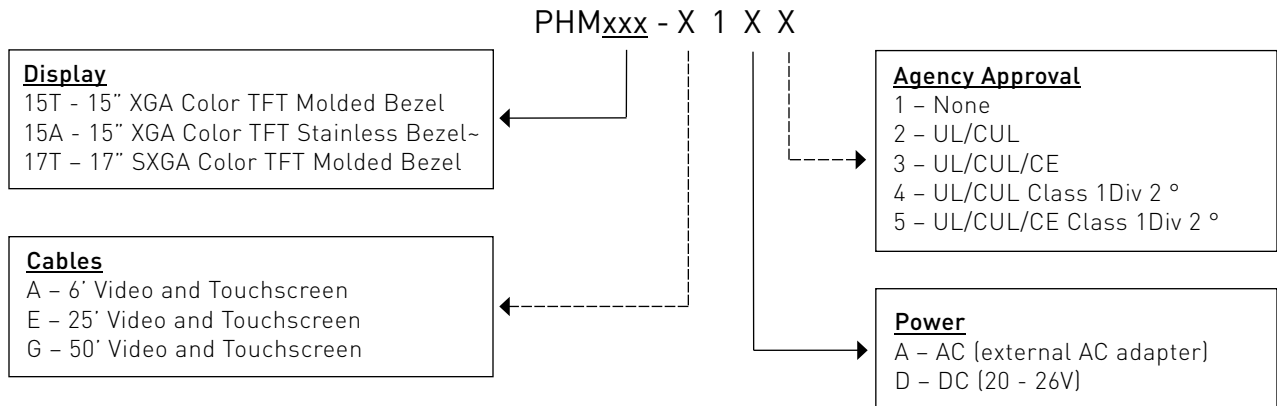 PHMxxx - X 1 X X
Display
15T - 15” XGA Color TFT Molded Bezel
15A - 15” XGA Color TFT Stainless Bezel~
17T – 17” SXGA Color TFT Molded Bezel
Cables
A – 6’ Video and Touchscreen
E – 25’ Video and Touchscreen
G – 50’ Video and Touchscreen
Agency Approval
1 – None
2 – UL/CUL
3 – UL/CUL/CE
4 – UL/CUL Class 1Div 2 °
5 – UL/CUL/CE Class 1Div 2 °
Power
A – AC (external AC adapter)
D – DC (20 - 26V)